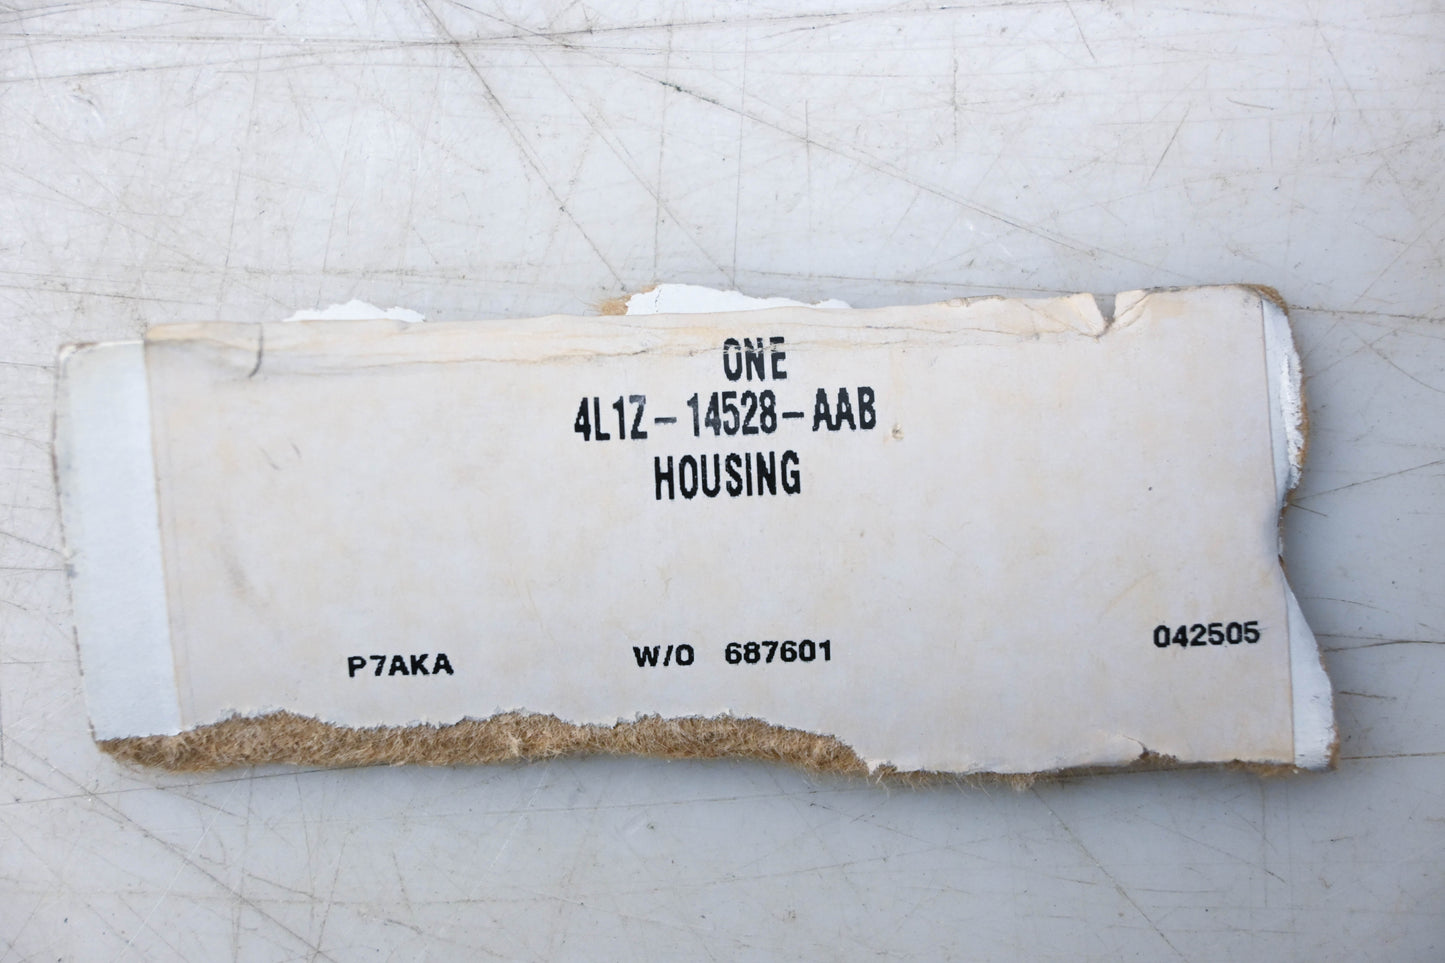 ONE
4L1Z-14528-AAB
HOUSING
P7AKA W/O 687601 042505